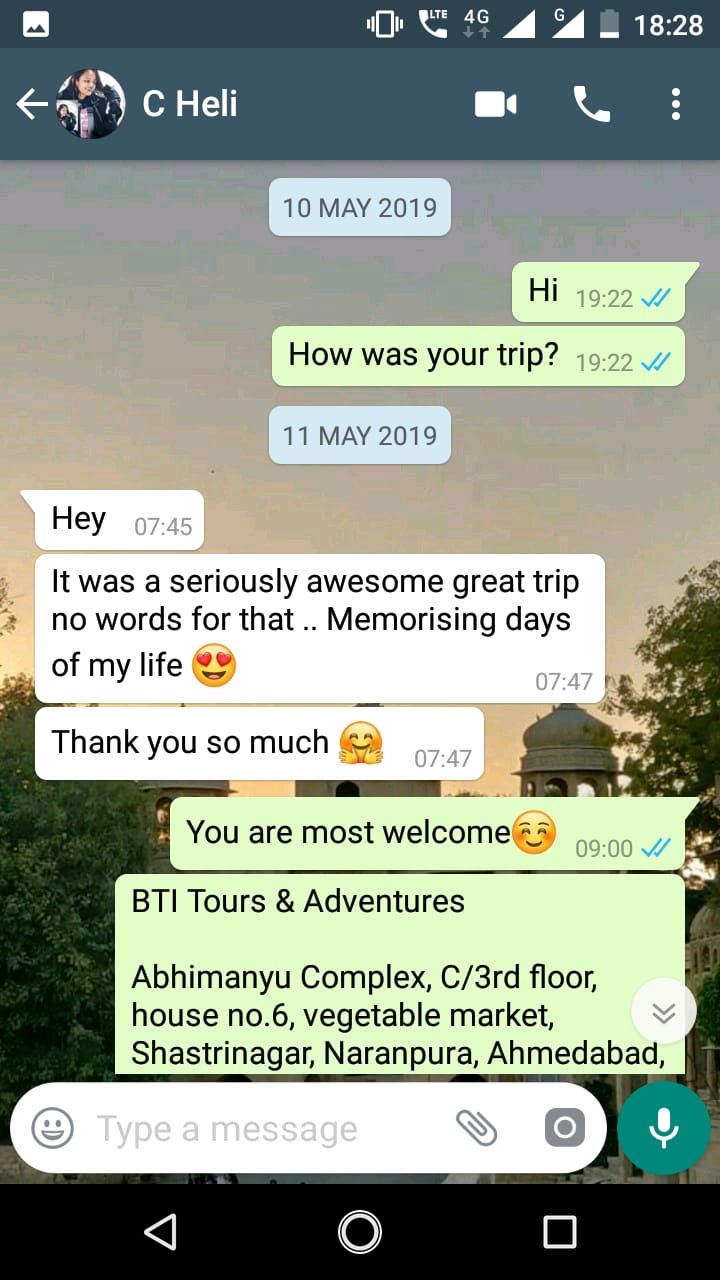 LTE 4G G 18:28
C Heli
10 MAY 2019
Hi 19:22
How was your trip? 19:22
11 MAY 2019
Hey 07:45
It was a seriously awesome great trip
no words for that .. Memorising days
of my life 😍
07:47
Thank you so much 🤗 07:47
You are most welcome☺️ 09:00
BTI Tours & Adventures
Abhimanyu Complex, C/3rd floor,
house no.6, vegetable market,
Shastrinagar, Naranpura, Ahmedabad,
Type a message